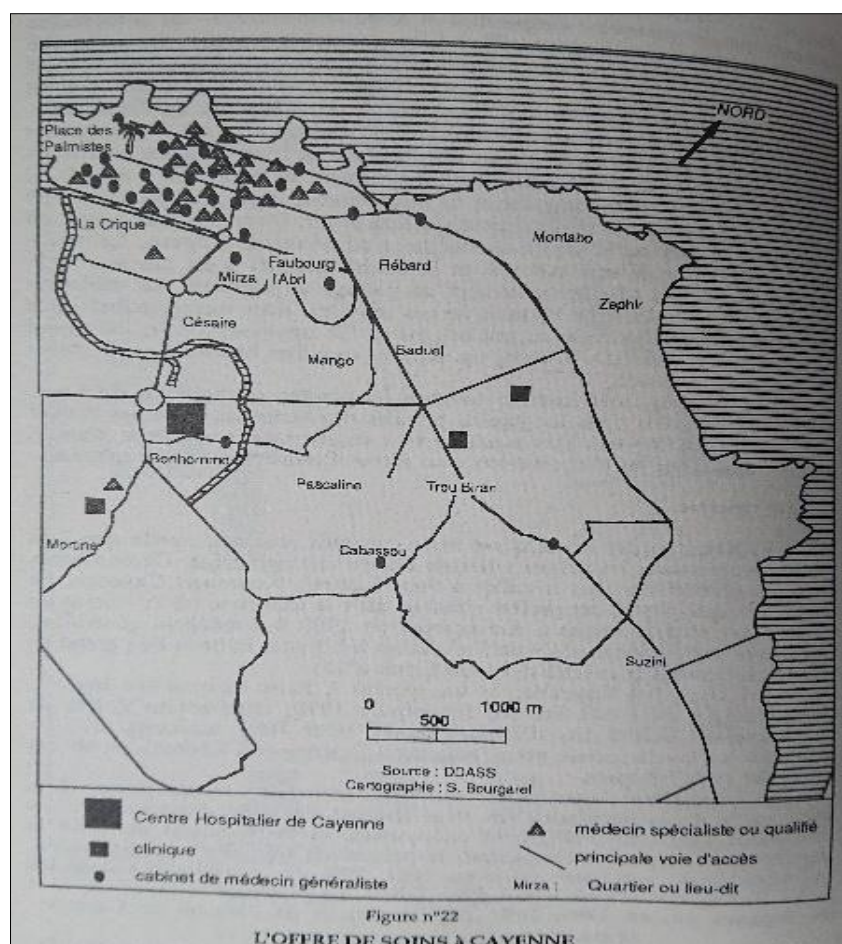 NORD
Place des
Palmistes
La Crique
Mirza
Faubourg
l'Abri
Rébard
Montabo
Zephir
Césaire
Mango
Baduel
Bonhomme
Pascaline
Trou Biran
Morne
Cabassou
Suzini
0 500 1000 m
Source : DDASS
Cartographie : S. Bourgarel
Centre Hospitalier de Cayenne
clinique
cabinet de médecin généraliste
médecin spécialiste ou qualifié
principale voie d'accès
Mirza : Quartier ou lieu-dit
Figure n°22
L'OFFRE DE SOINS A CAYENNE